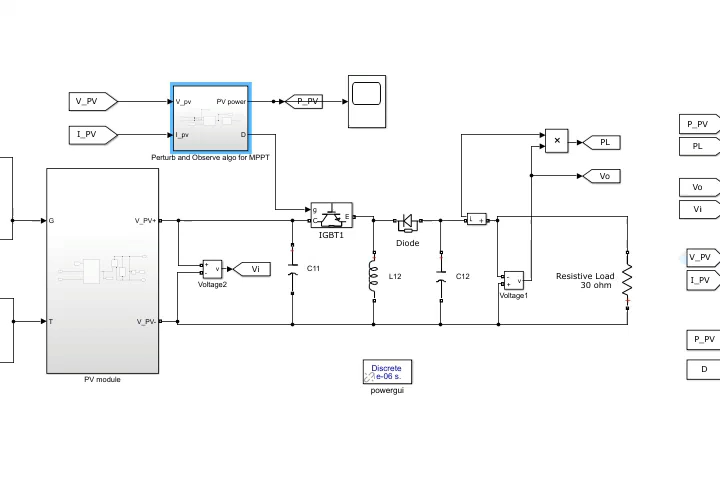 V_PV
I_PV
V_pv
PV power
I_pv
D
P_PV
Perturb and Observe algo for MPPT
PL
Vo
P_PV
PL
Vo
Vi
V_PV
I_PV
P_PV
D
G
V_PV+
T
V_PV-
PV module
+
-
v
Vi
Voltage2
C11
g
C
E
IGBT1
L12
Diode
C12
+
-
+
v
Voltage1
Resistive Load
30 ohm
Discrete
e-06 s.
powergui